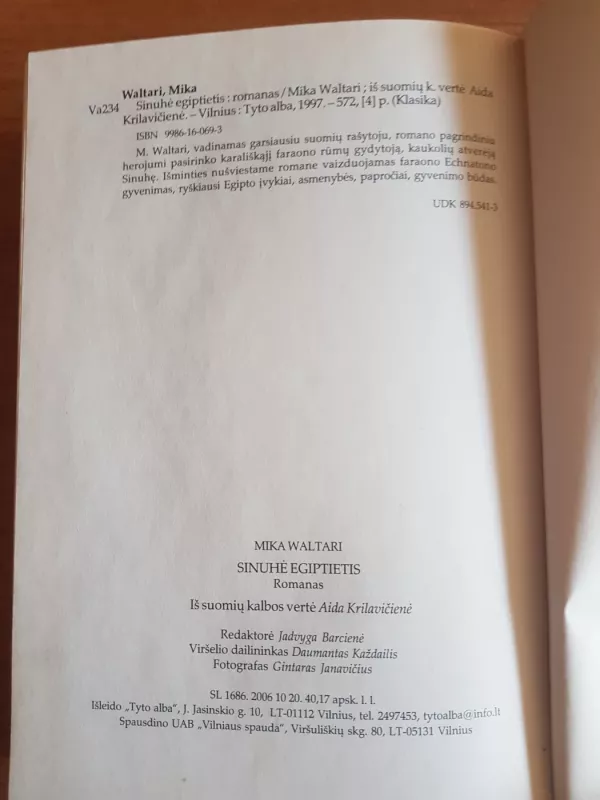 Waltari, Mika
Va234 Sinuhė egiptietis : romanas / Mika Waltari ; iš suomių k. vertė Aida
Krilavičienė. – Vilnius : Tyto alba, 1997. – 572, [4] p. (Klasika)
ISBN 9986-16-069-3
M. Waltari, vadinamas garsiausiu suomių rašytoju, romano pagrindiniu
herojumi pasirinko karališkąjį faraono rūmų gydytoją, kaukolių atvėrėją
Sinuhę. Išminties nušviestame romane vaizduojamas faraono Echnatono
gyvenimas, ryškiausi Egipto įvykiai, asmenybės, papročiai, gyvenimo būdas.
UDK 894.541-3
MIKA WALTARI
SINUHĖ EGIPTIETIS
Romanas
Iš suomių kalbos vertė Aida Krilavičienė
Redaktorė Jadvyga Barcienė
Viršelio dailininkas Daumantas Každailis
Fotografas Gintaras Janavičius
SL 1686. 2006 10 20. 40,17 apsk. l. l.
Išleido „Tyto alba", J. Jasinskio g. 10, LT-01112 Vilnius, tel. 2497453, tytoalba@info.lt
Spausdino UAB „Vilniaus spauda", Viršuliškių skg. 80, LT-05131 Vilnius